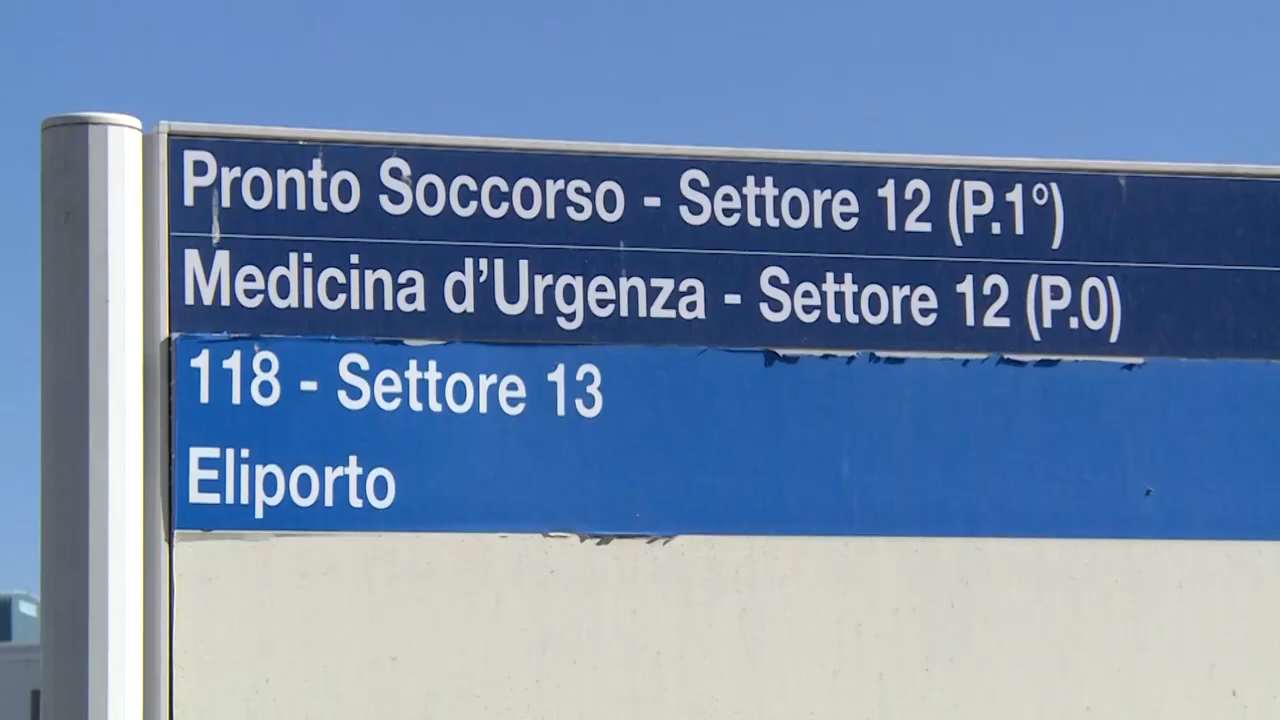 Pronto Soccorso - Settore 12 (P.1°)
Medicina d'Urgenza - Settore 12 (P.0)
118 - Settore 13
Eliporto